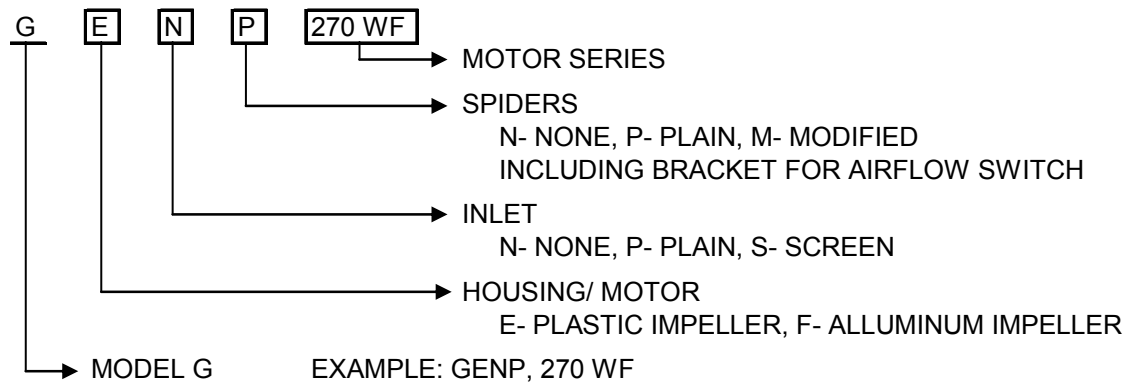 G E N P 270 WF
MOTOR SERIES
SPIDERS
N- NONE, P- PLAIN, M- MODIFIED
INCLUDING BRACKET FOR AIRFLOW SWITCH
INLET
N- NONE, P- PLAIN, S- SCREEN
HOUSING/ MOTOR
E- PLASTIC IMPELLER, F- ALLUMINUM IMPELLER
MODEL G EXAMPLE: GENP, 270 WF